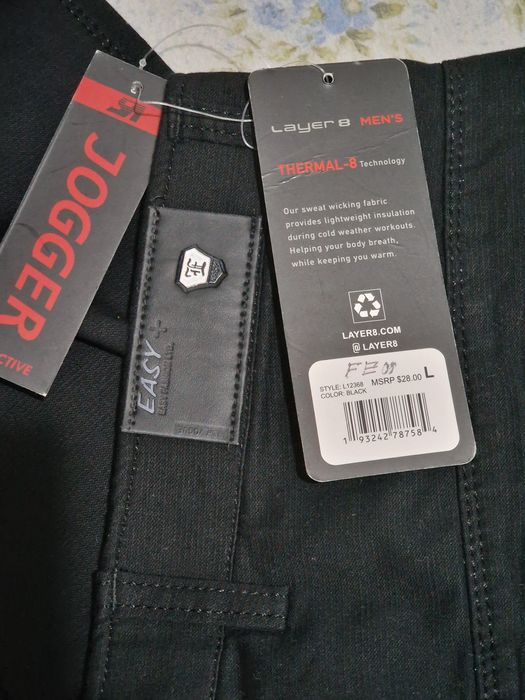 JOGGER
CTIVE
Layer 8 MEN'S
THERMAL-8 Technology
Our sweat wicking fabric
provides lightweight insulation
during cold weather workouts.
Helping your body breath,
while keeping you warm.
LAYER8.COM
@ LAYER8
STYLE: L12368
COLOR: BLACK
MSRP $28.00 L
1 93242 78758 4
EASY